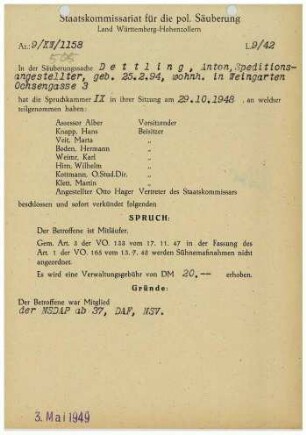 Staatskommissariat für die pol. Säuberung
Land Württemberg-Hohenzollern
Az.: 9/XV/1158 L9/42
505
In der Säuberungssache Dettling, Anton, Speditions-
angestellter, geb. 25.2.94, wohnh. in Weingarten
Ochsengasse 3
hat die Spruchkammer IX in ihrer Sitzung am 29.10.1948, an welcher
teilgenommen haben:
Assessor Alber Vorsitzender
Knapp, Hans Beisitzer
Veit, Maria "
Boden, Hermann "
Karl "
Hirn, Wilhelm "
Kottmann, O.Stud.Dir. "
Klett, Martin "
Angestellter Otto Hager Vertreter des Staatskommissars
beschlossen und sofort verkündet folgenden
SPRUCH:
Der Betroffene ist Mitläufer.
Gem. Art. 3 der VO. 133 vom 17. 11. 47 in der Fassung des
Art. 1 der VO. 165 vom 13. 7. 48 werden Sühnemaßnahmen nicht
angeordnet.
Es wird eine Verwaltungsgebühr von DM 20.-- erhoben.
Gründe:
Der Betroffene war Mitglied
der NSDAP ab 37, DAF, NSV.
3. Mai 1949